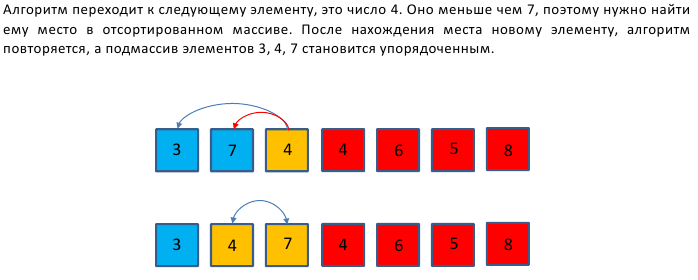 Алгоритм переходит к следующему элементу, это число 4. Оно меньше чем 7, поэтому нужно найти
ему место в отсортированном массиве. После нахождения места новому элементу, алгоритм
повторяется, а подмассив элементов 3, 4, 7 становится упорядоченным.
3 7 4 4 6 5 8
3 4 7 4 6 5 8